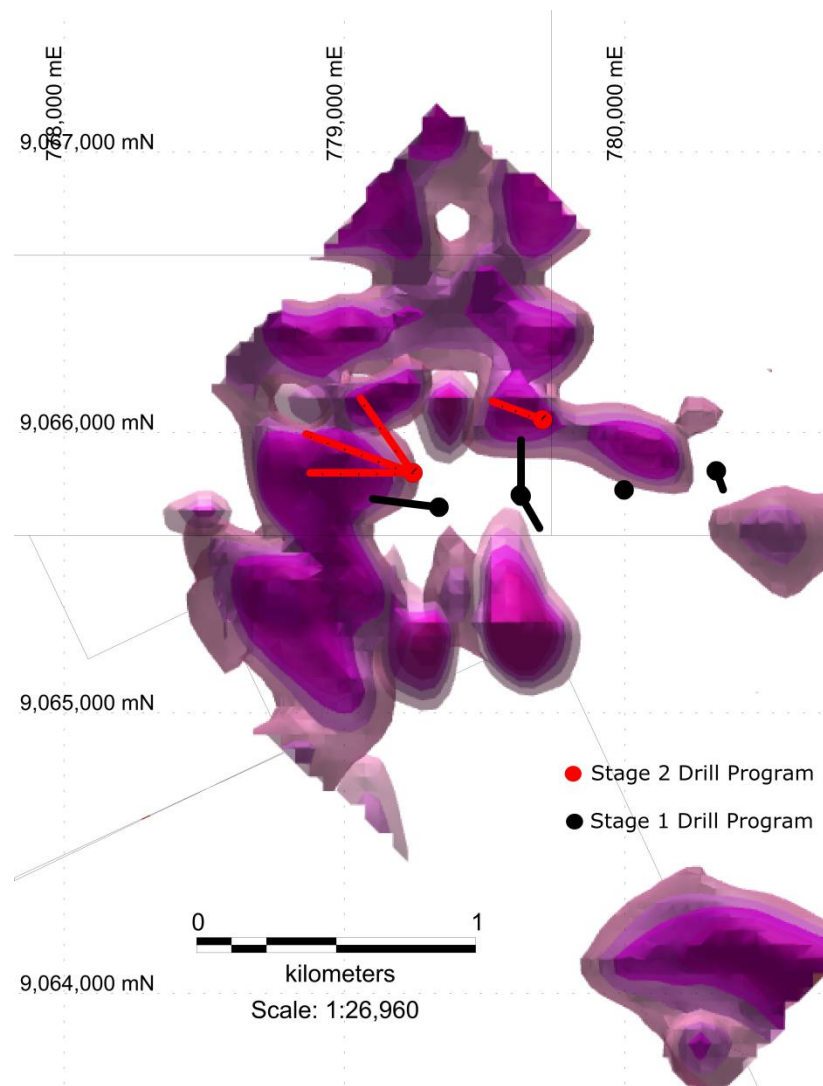 778,000 mE
779,000 mE
780,000 mE
9,067,000 mN
9,066,000 mN
9,065,000 mN
Stage 2 Drill Program
Stage 1 Drill Program
0 1
kilometers
Scale: 1:26,960
9,064,000 mN